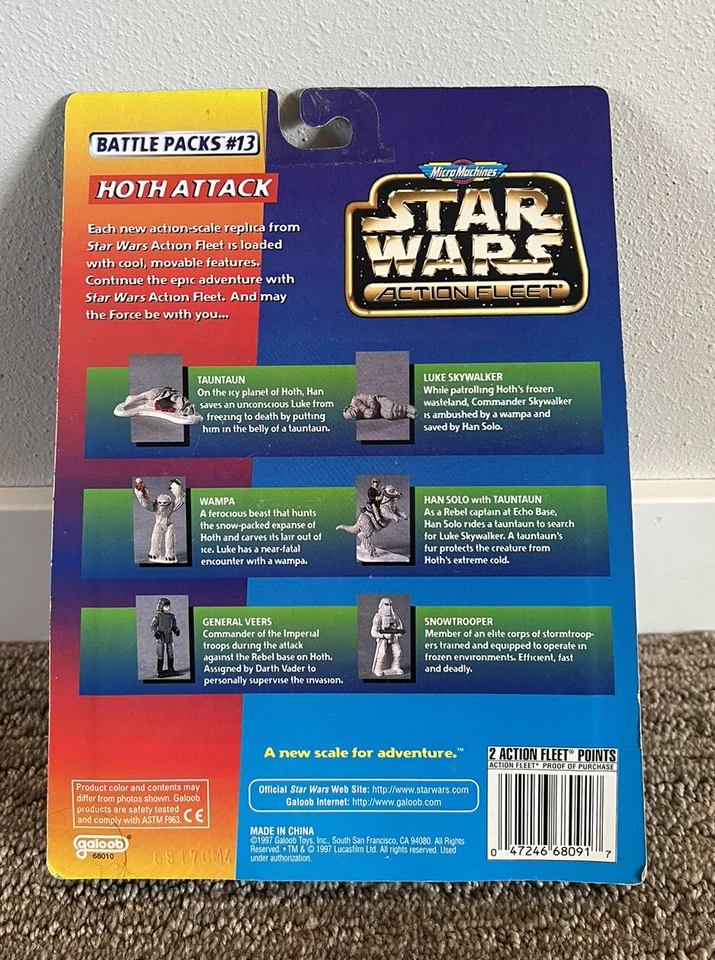 BATTLE PACKS™ #13
HOTH ATTACK
Each new action-scale replica from
Star Wars Action Fleet is loaded
with cool, movable features.
Continue the epic adventure with
Star Wars Action Fleet. And may
the Force be with you...
MicroMachines
STAR
WARS
ACTION FLEET
TAUNTAUN
On the icy planet of Hoth, Han
saves an unconscious Luke from
freezing to death by putting
him in the belly of a tauntaun.
LUKE SKYWALKER
While patrolling Hoth's frozen
wasteland, Commander Skywalker
is ambushed by a wampa and
saved by Han Solo.
WAMPA
A ferocious beast that hunts
the snow-packed expanse of
Hoth and carves its lair out of
ice. Luke has a near-fatal
encounter with a wampa.
HAN SOLO with TAUNTAUN
As a Rebel captain at Echo Base,
Han Solo rides a tauntaun to search
for Luke Skywalker. A tauntaun's
fur protects the creature from
Hoth's extreme cold.
GENERAL VEERS
Commander of the Imperial
troops during the attack
against the Rebel base on Hoth.
Assigned by Darth Vader to
personally supervise the invasion.
SNOWTROOPER
Member of an elite corps of stormtroop-
ers trained and equipped to operate in
frozen environments. Efficient, fast
and deadly.
A new scale for adventure.™
Product color and contents may
differ from photos shown. Galoob
products are safety tested
and comply with ASTM F963. CE
galoob®
68010
Official Star Wars Web Site: http://www.starwars.com
Galoob Internet: http://www.galoob.com
MADE IN CHINA
©1997 Galoob Toys, Inc., South San Francisco, CA 94080. All Rights
Reserved. • TM & © 1997 Lucasfilm Ltd. All rights reserved. Used
under authorization.
2 ACTION FLEET® POINTS
ACTION FLEET® PROOF OF PURCHASE
0 47246 68091 7